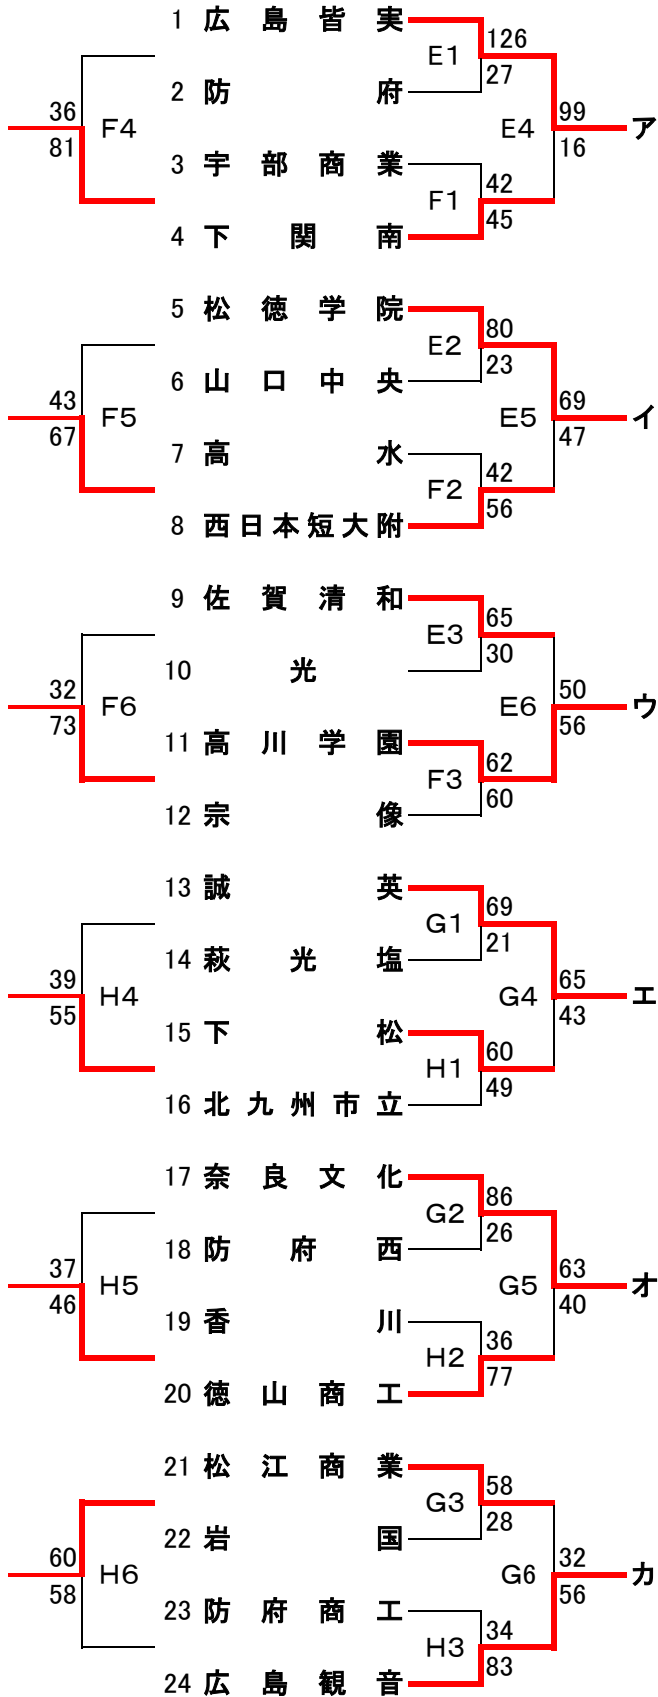 1 広島皆実
126
E1
27
2 防府
36
F4
81
E4
99
16
ア
3 宇部商業
42
F1
45
4 下関南
5 松徳学院
80
E2
23
6 山口中央
43
F5
67
E5
69
47
イ
7 高水
42
F2
56
8 西日本短大附
9 佐賀清和
65
E3
30
10 光
32
F6
73
E6
50
56
ウ
11 高川学園
62
F3
60
12 宗像
13 誠英
69
G1
21
14 萩光塩
39
H4
55
G4
65
43
エ
15 下松
60
H1
49
16 北九州市立
17 奈良文化
86
G2
26
18 防府西
37
H5
46
G5
63
40
オ
19 香川
36
H2
77
20 徳山商工
21 松江商業
58
G3
28
22 岩国
60
H6
58
G6
32
56
カ
23 防府商工
34
H3
83
24 広島観音